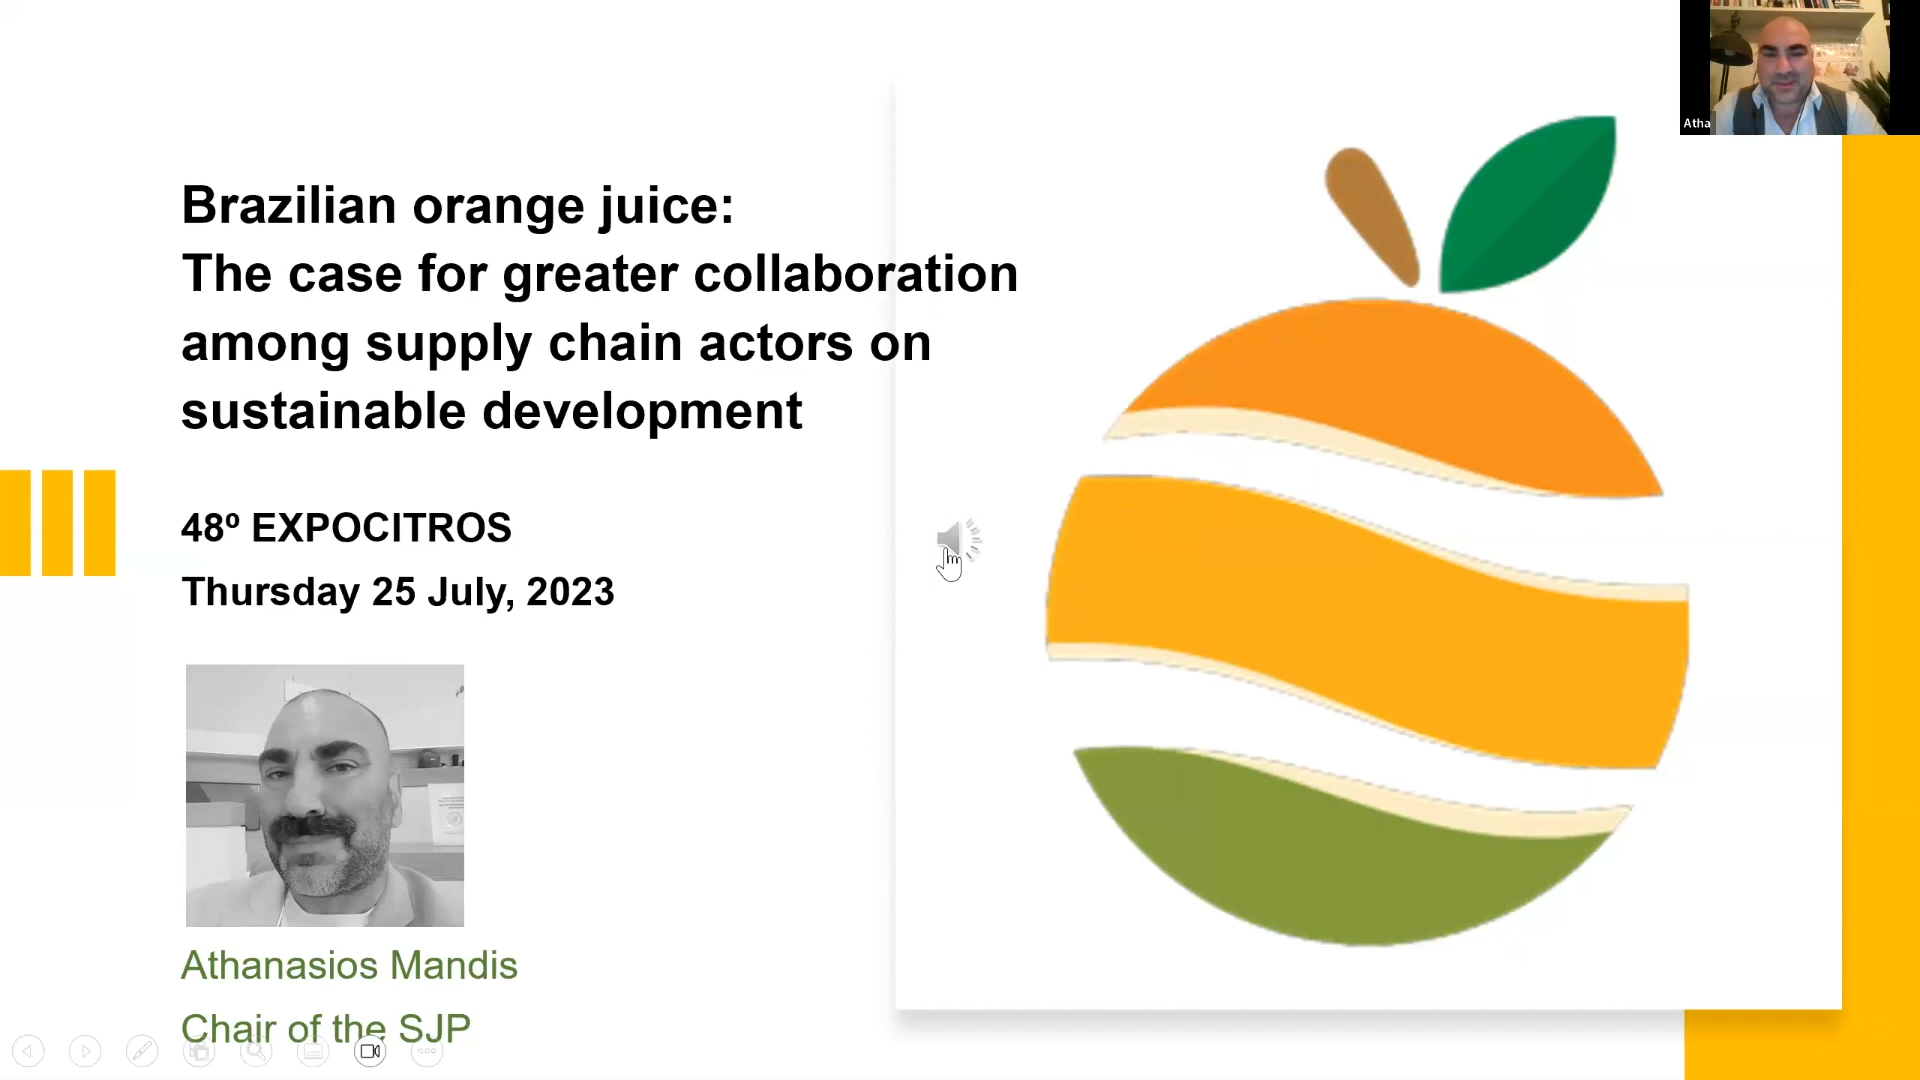 Brazilian orange juice:
The case for greater collaboration
among supply chain actors on
sustainable development
48º EXPOCITROS
Thursday 25 July, 2023
Athanasios Mandis
Chair of the SJP
Atha